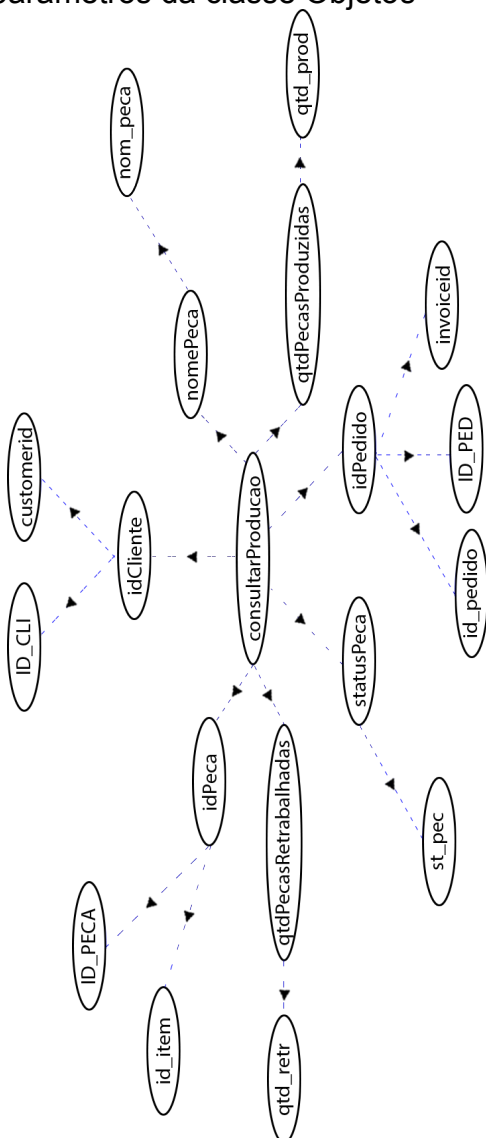 parâmetros da classe Objetos
nom_peca
qtd_prod
nomePeca
qtdPecasProduzidas
customerid
invoiceid
idCliente
consultarProducao
idPedido
ID_PED
ID_CLI
id_pedido
statusPeca
idPeca
qtdPecasRetrabalhadas
st_pec
ID_PECA
id_item
qtd_retr